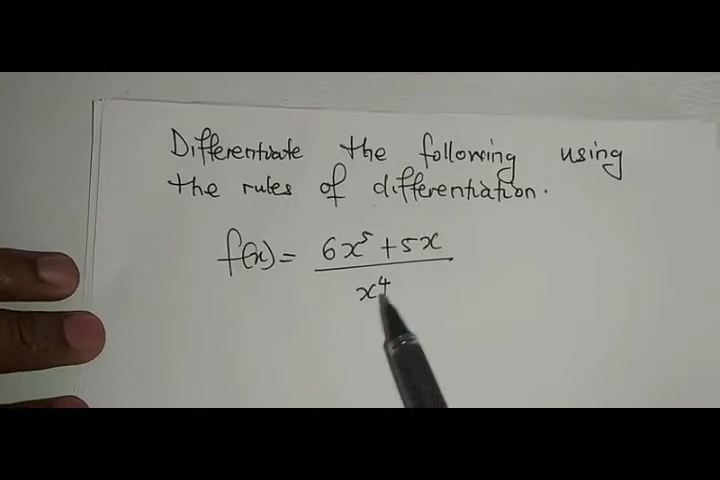 Differentiate the following using
the rules of differentiation.
f(x) = 6x⁵ + 5x
x⁴